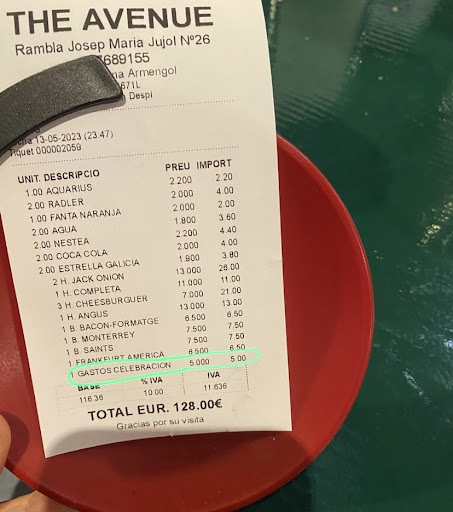 THE AVENUE
Rambla Josep Maria Jujol Nº26
7689155
na Armengol
671L
Despi
13-05-2023 (23.47)
Tiquet 000002059
UNIT. DESCRIPCIO PREU IMPORT
1.00 AQUARIUS 2.200 2.20
2.00 RADLER 2.000 4.00
1.00 FANTA NARANJA 2.000 2.00
2.00 AGUA 1.800 3.60
2.00 NESTEA 2.200 4.40
2.00 COCA COLA 2.000 4.00
2.00 ESTRELLA GALICIA 1.900 3.80
2 H. JACK ONION 13.000 26.00
1 H. COMPLETA 11.000 11.00
3 H. CHEESBURGUER 7.000 21.00
1 H. ANGUS 13.000 13.00
1 B. BACON-FORMATGE 6.500 6.50
1 B. MONTERREY 7.500 7.50
1 B. SAINTS 7.500 7.50
1 FRANKFURT AMERICA 6.500 6.50
1 GASTOS CELEBRACION 5.000 5.00
BASE % IVA IVA
116.36 10.00 11.636
TOTAL EUR. 128.00€
Gracias por su visita